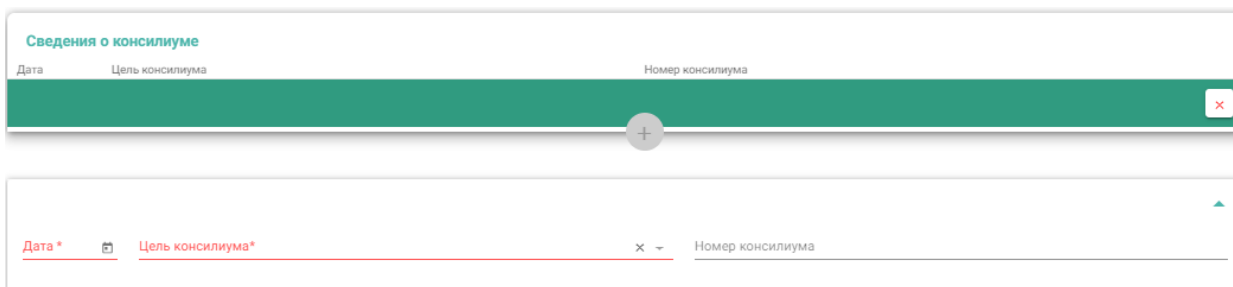 Сведения о консилиуме
Дата Цель консилиума Номер консилиума
Дата * Цель консилиума* Номер консилиума